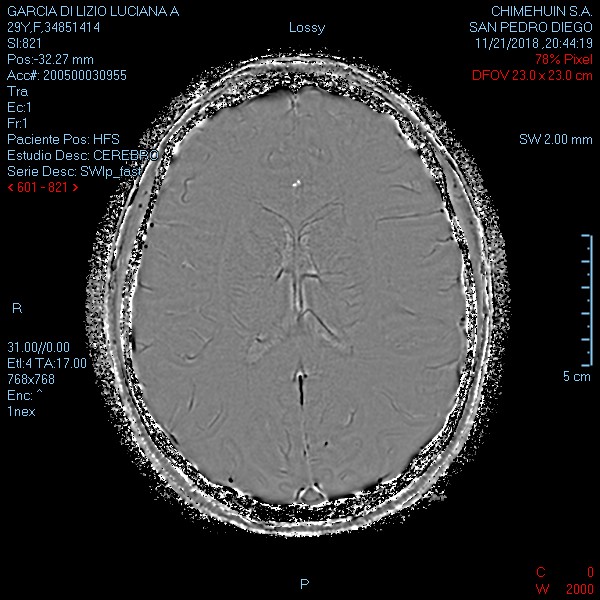 GARCIA DI LIZIO LUCIANA A
29Y,F,34851414
Sl:821
Pos:-32.27 mm
Acc#: 200500030955
Tra
Ec:1
Fr:1
Paciente Pos: HFS
Estudio Desc: CEREBRO
Serie Desc: SWIp_fast
< 601 - 821 >
Lossy
CHIMEHUIN S.A.
SAN PEDRO DIEGO
11/21/2018 ,20:44:19
78% Pixel
DFOV 23.0 x 23.0 cm
SW 2.00 mm
R
31.00//0.00
Etl:4 TA:17.00
768x768
Enc: ^
1nex
5 cm
P
C 0
W 2000